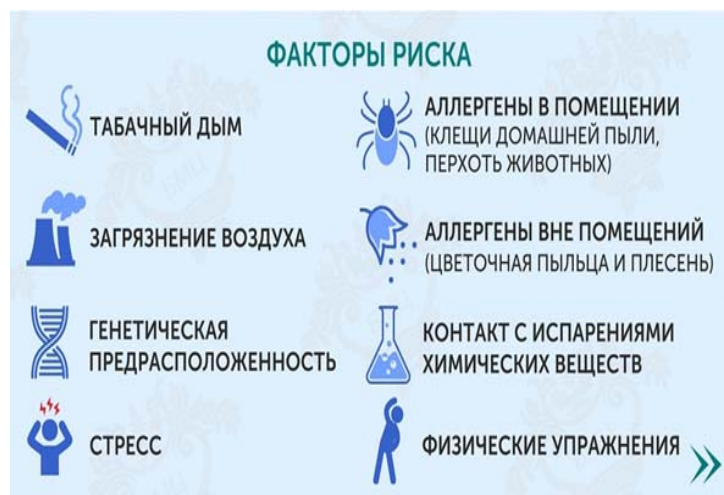 ФАКТОРЫ РИСКА
ТАБАЧНЫЙ ДЫМ
ЗАГРЯЗНЕНИЕ ВОЗДУХА
ГЕНЕТИЧЕСКАЯ
ПРЕДРАСПОЛОЖЕННОСТЬ
СТРЕСС
АЛЛЕРГЕНЫ В ПОМЕЩЕНИИ
(КЛЕЩИ ДОМАШНЕЙ ПЫЛИ,
ПЕРХОТЬ ЖИВОТНЫХ)
АЛЛЕРГЕНЫ ВНЕ ПОМЕЩЕНИЙ
(ЦВЕТОЧНАЯ ПЫЛЬЦА И ПЛЕСЕНЬ)
КОНТАКТ С ИСПАРЕНИЯМИ
ХИМИЧЕСКИХ ВЕЩЕСТВ
ФИЗИЧЕСКИЕ УПРАЖНЕНИЯ